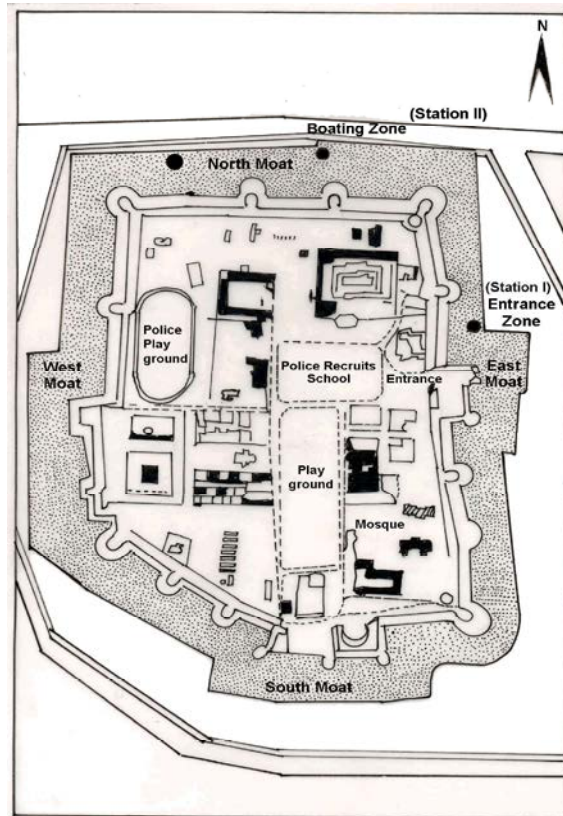 N
(Station II)
Boating Zone
North Moat
(Station I)
Entrance
Zone
Police
Play
ground
Police Recruits
School
West
Moat
Entrance
East
Moat
Play
ground
Mosque
South Moat